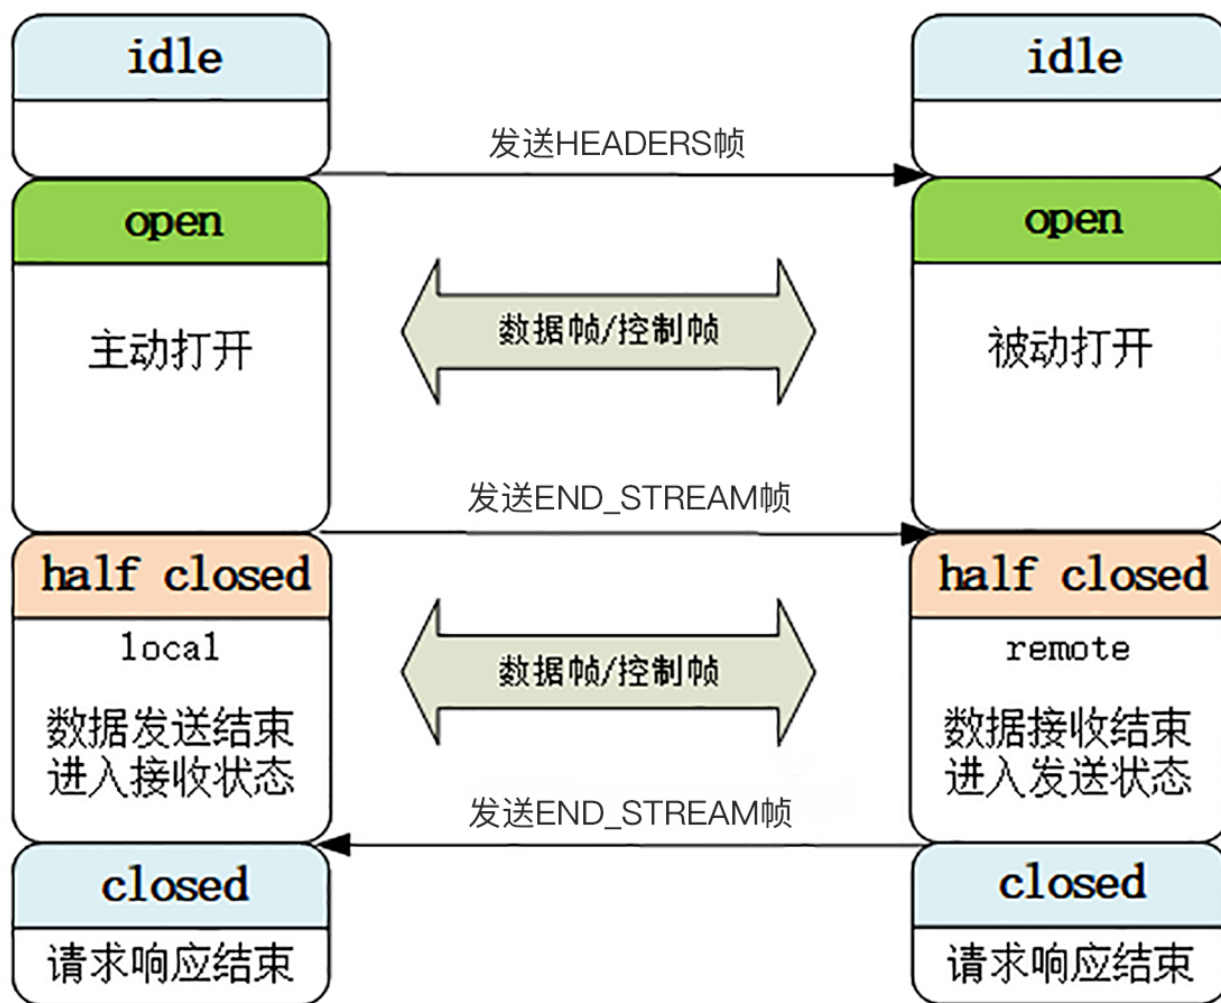 idle
idle
发送HEADERS帧
open
open
主动打开
数据帧/控制帧
被动打开
发送END_STREAM帧
half closed
half closed
local
数据帧/控制帧
remote
数据发送结束
进入接收状态
数据接收结束
进入发送状态
发送END_STREAM帧
closed
closed
请求响应结束
请求响应结束